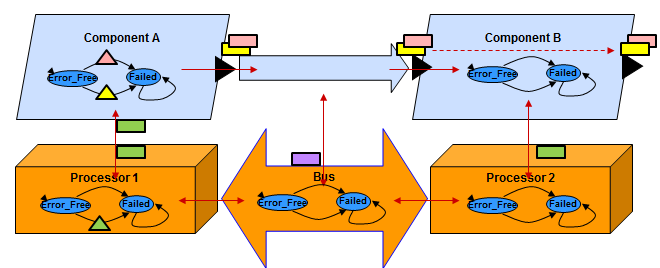 Component A
Component B
Error_Free
Failed
Error_Free
Failed
Processor 1
Bus
Processor 2
Error_Free
Failed
Error_Free
Failed
Error_Free
Failed